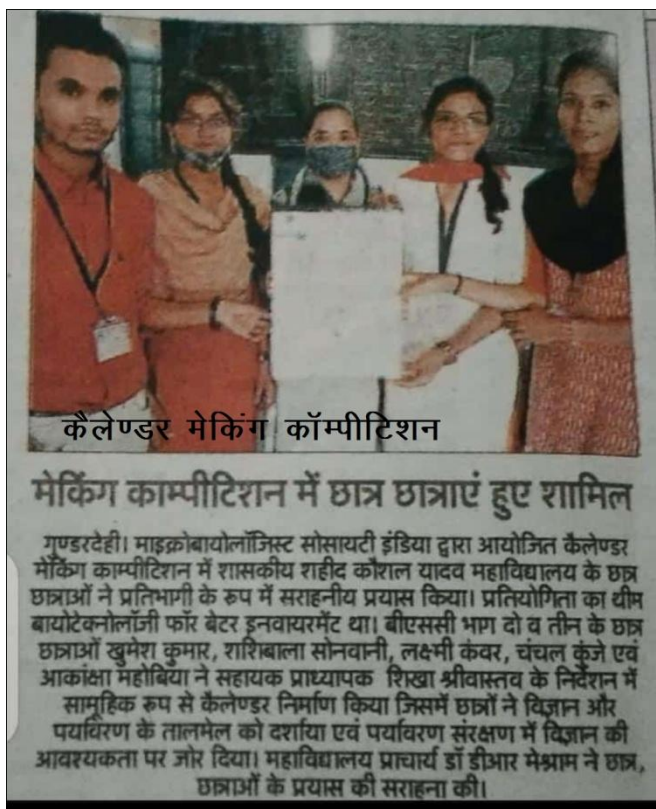 कैलेण्डर मेकिंग कॉम्पीटिशन
मेकिंग काम्पीटिशन में छात्र छात्राएं हुए शामिल
गुण्डरदेही। माइक्रोबायोलॉजिस्ट सोसायटी इंडिया द्वारा आयोजित कैलेण्डर
मेकिंग काम्पीटिशन में शासकीय शहीद कौशल यादव महाविद्यालय के छात्र
छात्राओं ने प्रतिभागी के रूप में सराहनीय प्रयास किया। प्रतियोगिता का थीम
बायोटेक्नोलॉजी फॉर बेटर इनवायरमेंट था। बीएससी भाग दो व तीन के छात्र
छात्राओं खुमेश कुमार, शाशिबाला सोनवानी, लक्ष्मी कंवर, चंचल कुंजे एवं
आकांक्षा महोबिया ने सहायक प्राध्यापक शिखा श्रीवास्तव के निर्देशन में
सामूहिक रूप से कैलेण्डर निर्माण किया जिसमें छात्रों ने विज्ञान और
पर्यावरण के तालमेल को दर्शाया एवं पर्यावरण संरक्षण में विज्ञान की
आवश्यकता पर जोर दिया। महाविद्यालय प्राचार्य डॉ डीआर मेश्राम ने छात्र,
छात्राओं के प्रयास की सराहना की।